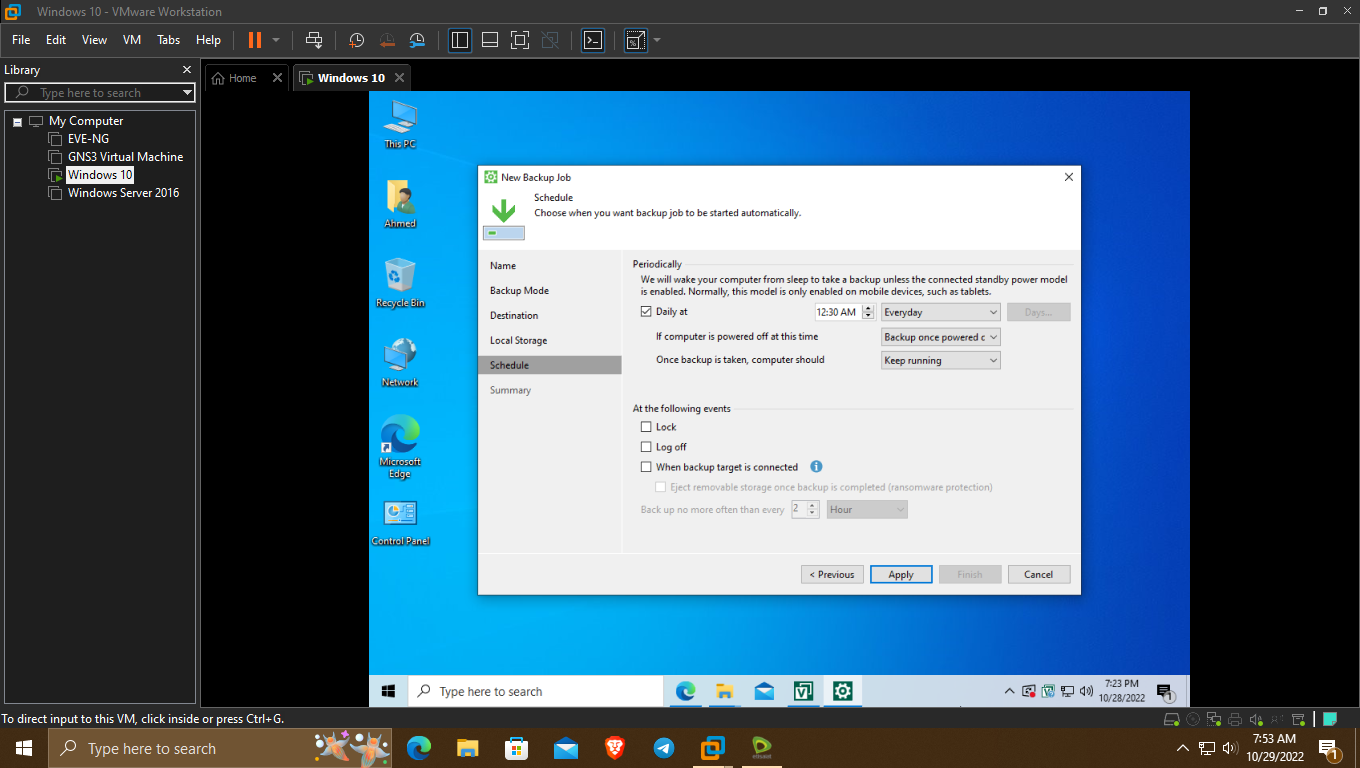 Windows 10 - VMware Workstation
File Edit View VM Tabs Help
Library
Type here to search
My Computer
EVE-NG
GNS3 Virtual Machine
Windows 10
Windows Server 2016
Home
Windows 10
This PC
Ahmed
Recycle Bin
Network
Microsoft
Edge
Control Panel
New Backup Job
Schedule
Choose when you want backup job to be started automatically.
Name
Backup Mode
Destination
Local Storage
Schedule
Summary
Periodically
We will wake your computer from sleep to take a backup unless the connected standby power model
is enabled. Normally, this model is only enabled on mobile devices, such as tablets.
Daily at 12:30 AM Everyday Days...
If computer is powered off at this time Backup once powered o
Once backup is taken, computer should Keep running
At the following events
Lock
Log off
When backup target is connected
Eject removable storage once backup is completed (ransomware protection)
Back up no more often than every 2 Hour
< Previous Apply Finish Cancel
Type here to search
7:23 PM
10/28/2022
1
To direct input to this VM, click inside or press Ctrl+G.
Type here to search
7:53 AM
10/29/2022
1